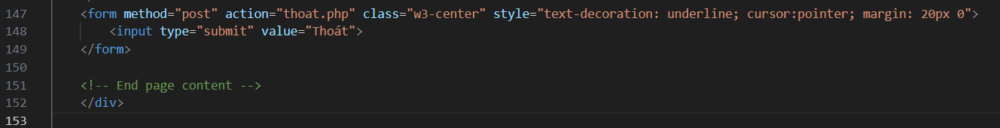 147 <form method="post" action="thoat.php" class="w3-center" style="text-decoration: underline; cursor:pointer; margin: 20px 0">
148 <input type="submit" value="Thoát">
149 </form>
150
151 <!-- End page content -->
152 </div>
153